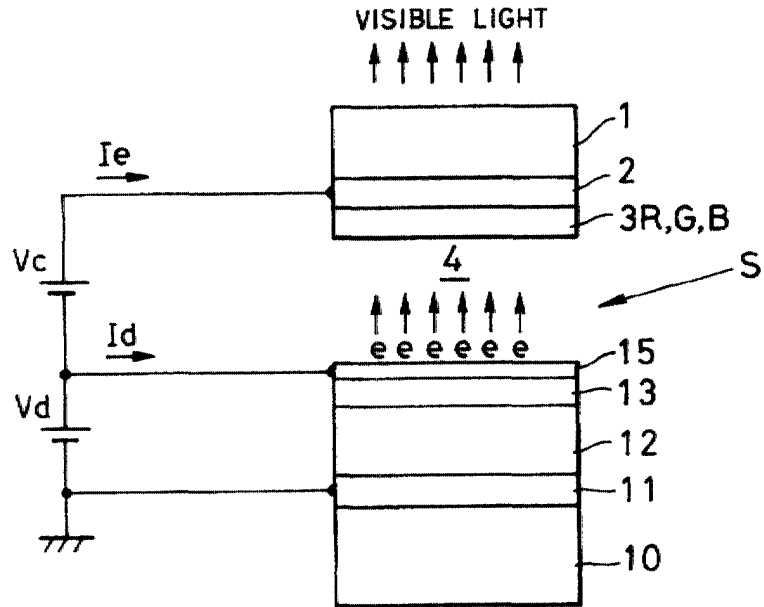 VISIBLE LIGHT
1
Ie
2
3R,G,B
Vc
4
S
Id
e e e e e e
15
13
Vd
12
11
10